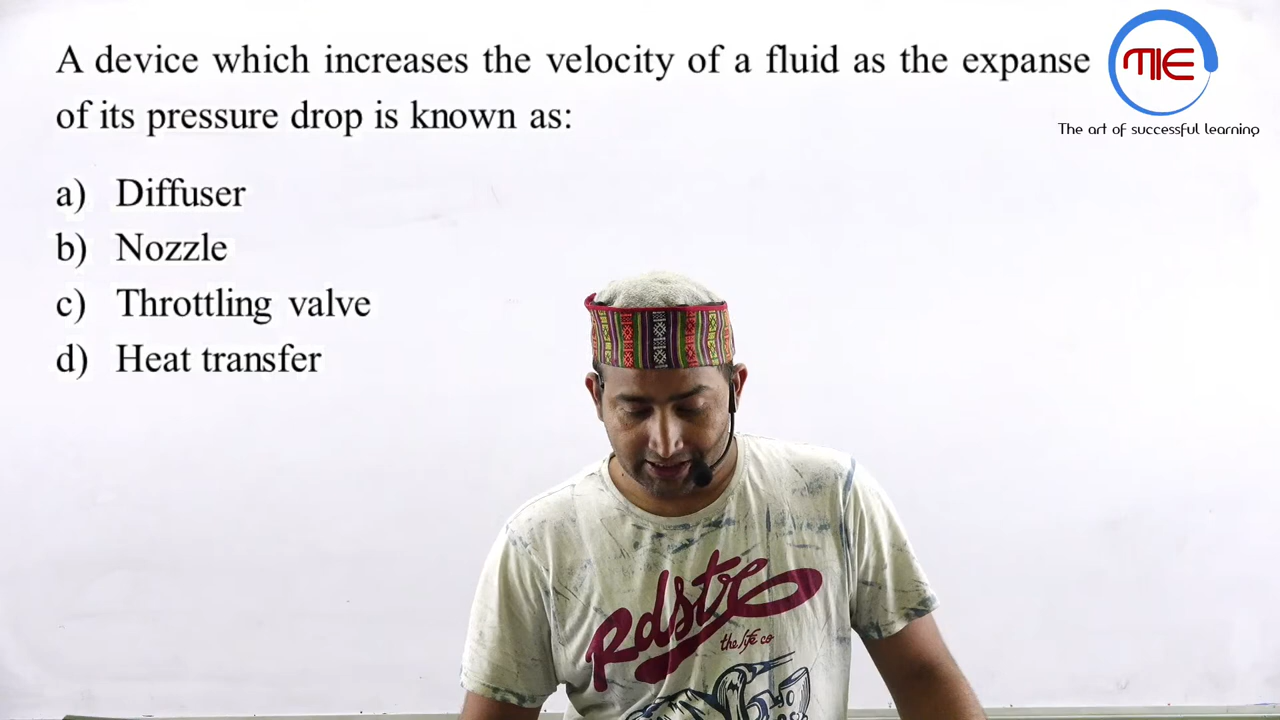 A device which increases the velocity of a fluid as the expanse
of its pressure drop is known as:
a) Diffuser
b) Nozzle
c) Throttling valve
d) Heat transfer
MIE
The art of successful learning
Rdstr
the life co